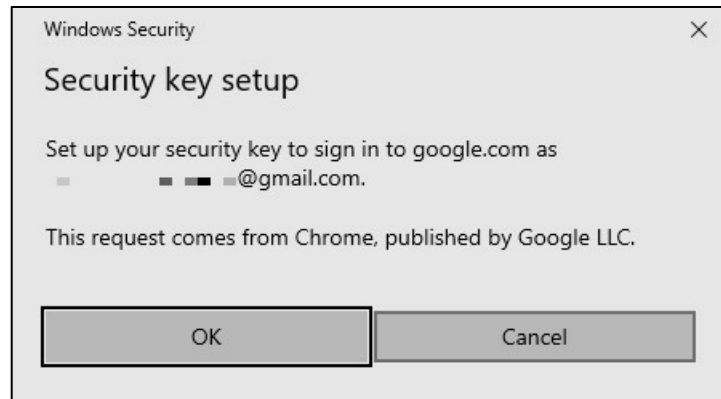 Windows Security
Security key setup
Set up your security key to sign in to google.com as
@gmail.com.
This request comes from Chrome, published by Google LLC.
OK
Cancel